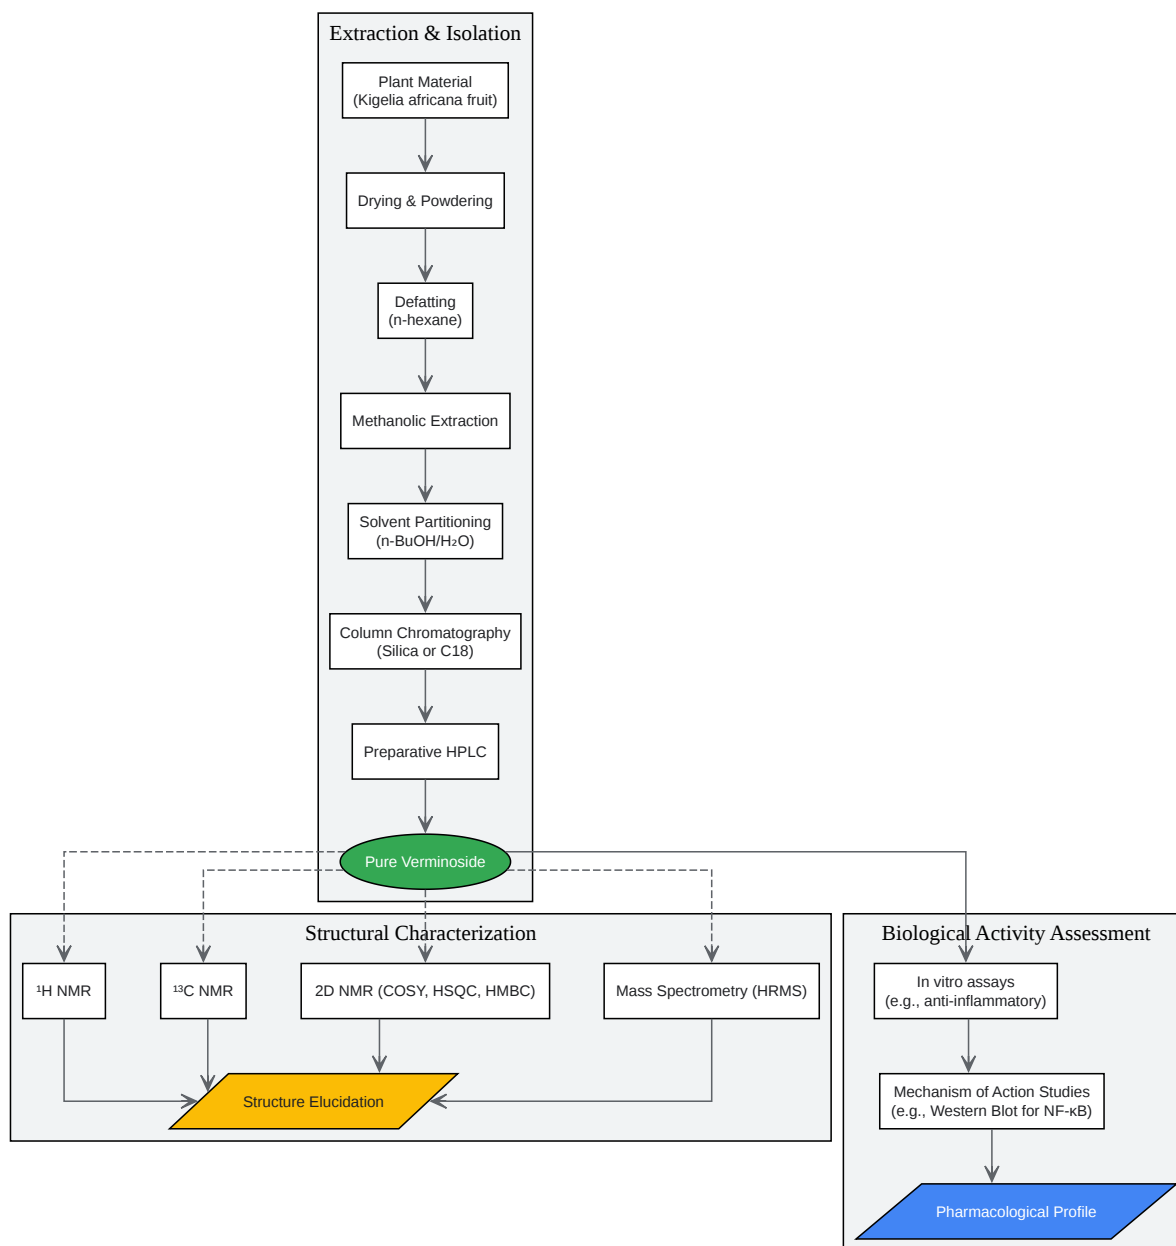 Extraction & Isolation
Plant Material
(Kigelia africana fruit)
Drying & Powdering
Defatting
(n-hexane)
Methanolic Extraction
Solvent Partitioning
(n-BuOH/H₂O)
Column Chromatography
(Silica or C18)
Preparative HPLC
Pure Verminoside
Structural Characterization
¹H NMR
¹³C NMR
2D NMR (COSY, HSQC, HMBC)
Mass Spectrometry (HRMS)
Structure Elucidation
Biological Activity Assessment
In vitro assays
(e.g., anti-inflammatory)
Mechanism of Action Studies
(e.g., Western Blot for NF-κB)
Pharmacological Profile